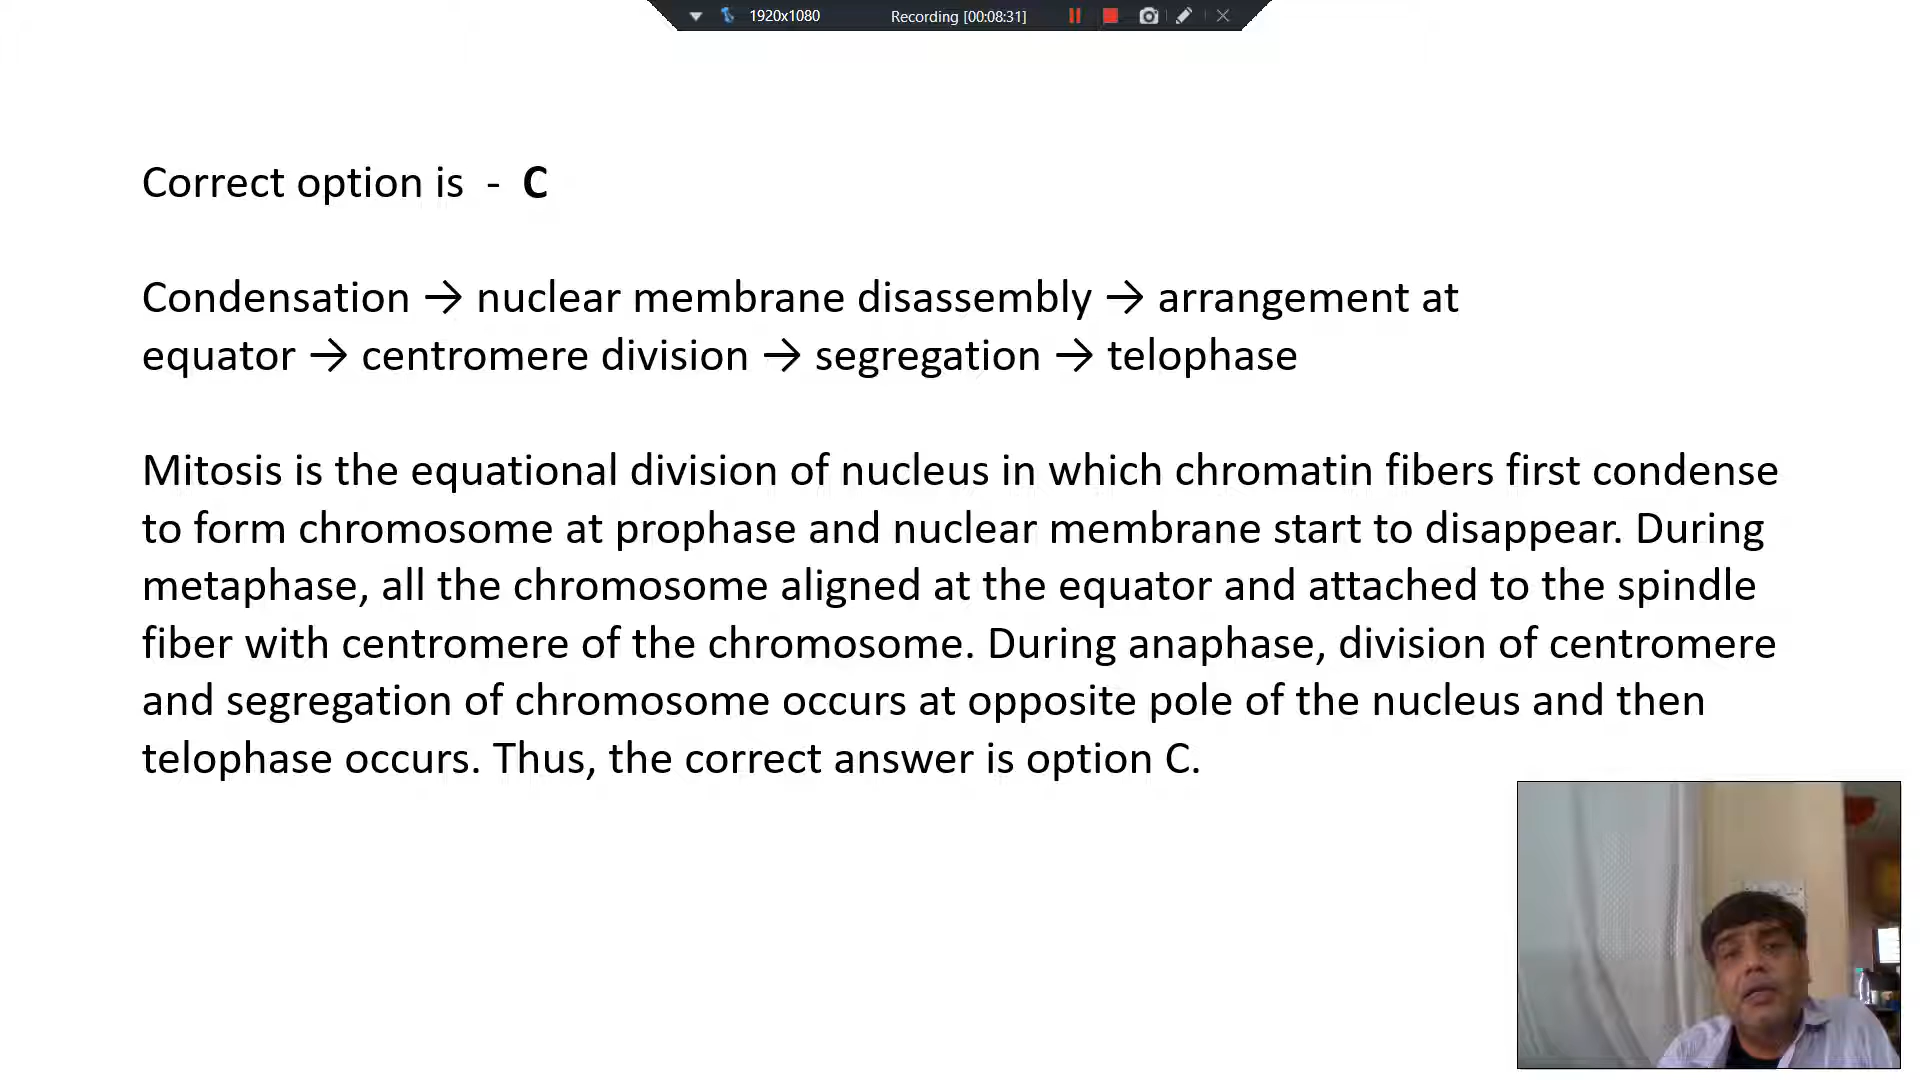 1920x1080 Recording [00:08:31]
Correct option is - C
Condensation → nuclear membrane disassembly → arrangement at
equator → centromere division → segregation → telophase
Mitosis is the equational division of nucleus in which chromatin fibers first condense
to form chromosome at prophase and nuclear membrane start to disappear. During
metaphase, all the chromosome aligned at the equator and attached to the spindle
fiber with centromere of the chromosome. During anaphase, division of centromere
and segregation of chromosome occurs at opposite pole of the nucleus and then
telophase occurs. Thus, the correct answer is option C.